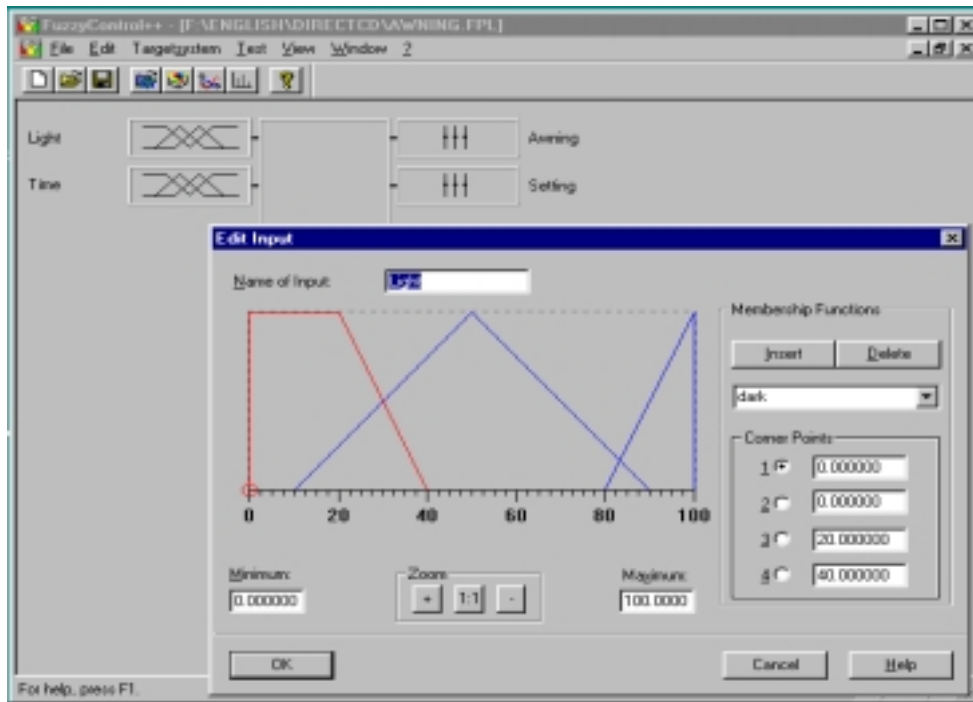 FuzzyControl++ - [F:\ENGLISH\DIRECTCD\AWNING.FPL]
File Edit Targetsystem Test View Window ?
Light
Awning
Time
Setting
Edit Input
Name of Input:
Light
Membership Functions
Insert Delete
dark
Corner Points
1 0.000000
2 0.000000
3 20.000000
4 40.000000
0 20 40 60 80 100
Minimum: Zoom Maximum:
0.000000 + 1:1 - 100.0000
OK Cancel Help
For help, press F1.